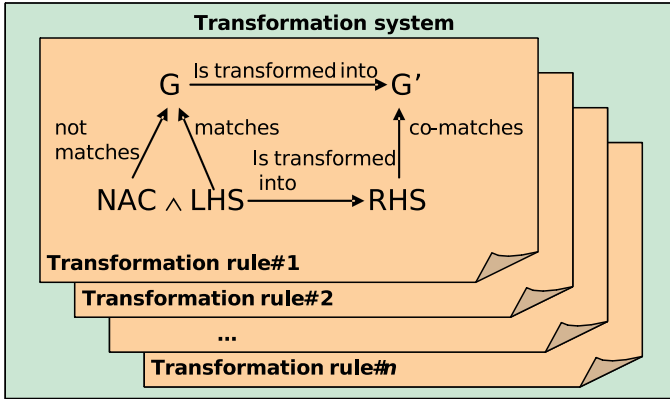 Transformation system
Is transformed into
G G’
not
matches
matches
co-matches
Is transformed
into
NAC ∧ LHS RHS
Transformation rule#1
Transformation rule#2
...
Transformation rule#n